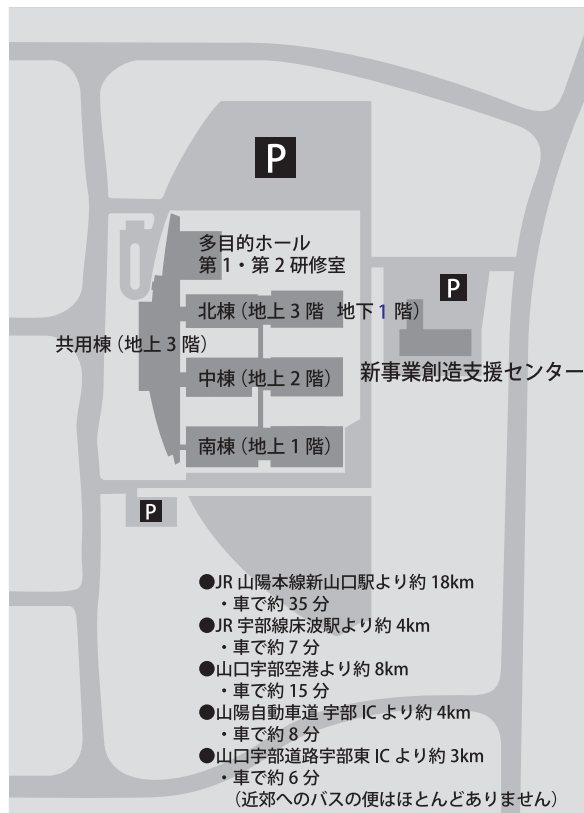 P
多目的ホール
第1・第2研修室
P
北棟（地上3階 地下1階）
共用棟（地上3階）
新事業創造支援センター
中棟（地上2階）
南棟（地上1階）
P
●JR 山陽本線新山口駅より約 18km
・車で約 35 分
●JR 宇部線床波駅より約 4km
・車で約 7 分
●山口宇部空港より約 8km
・車で約 15 分
●山陽自動車道 宇部 IC より約 4km
・車で約 8 分
●山口宇部道路宇部東 IC より約 3km
・車で約 6 分
（近郊へのバスの便はほとんどありません）